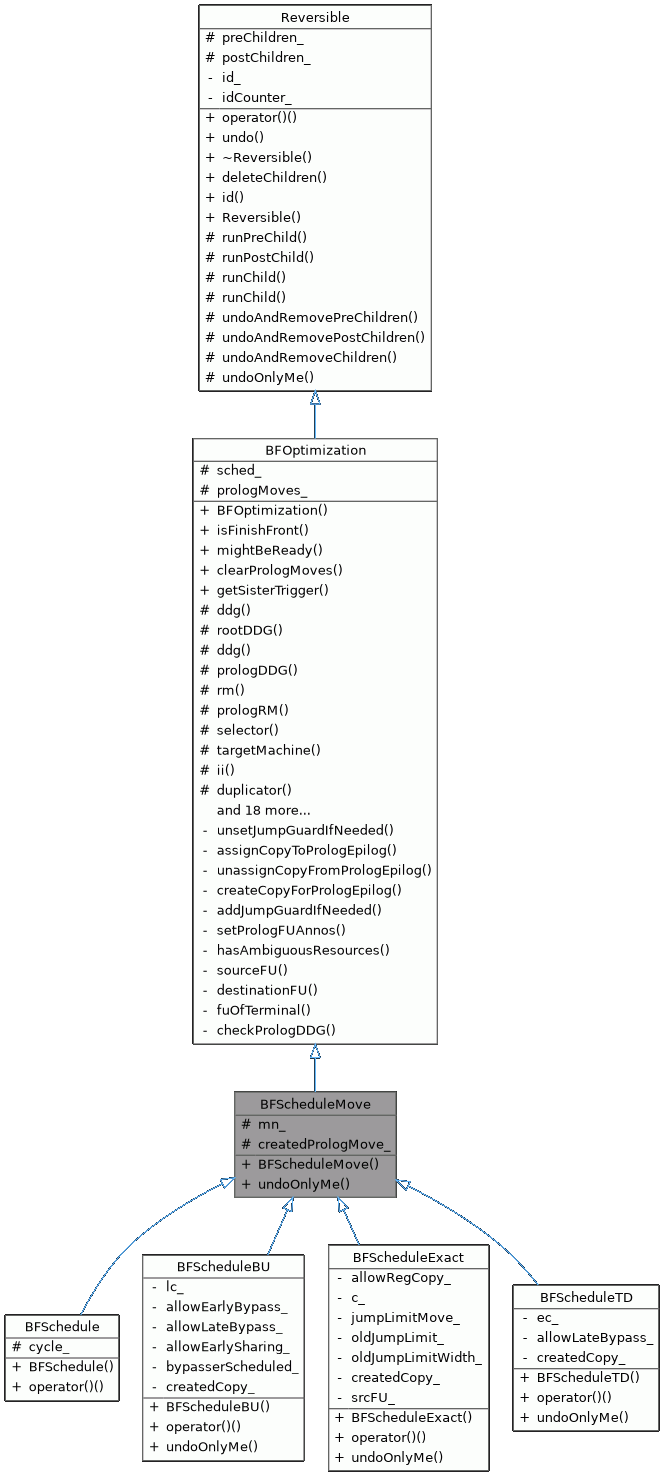 Reversible
# preChildren_
# postChildren_
- id_
- idCounter_
+ operator()()
+ undo()
+ ~Reversible()
+ deleteChildren()
+ id()
+ Reversible()
# runPreChild()
# runPostChild()
# runChild()
# runChild()
# undoAndRemovePreChildren()
# undoAndRemovePostChildren()
# undoAndRemoveChildren()
# undoOnlyMe()
BFOptimization
# sched_
# prologMoves_
+ BFOptimization()
+ isFinishFront()
+ mightBeReady()
+ clearPrologMoves()
+ getSisterTrigger()
# ddg()
# rootDDG()
# ddg()
# prologDDG()
# rm()
# prologRM()
# selector()
# targetMachine()
# ii()
# duplicator()
and 18 more...
- unsetJumpGuardIfNeeded()
- assignCopyToPrologEpilog()
- unassignCopyFromPrologEpilog()
- createCopyForPrologEpilog()
- addJumpGuardIfNeeded()
- setPrologFUAnnos()
- hasAmbiguousResources()
- sourceFU()
- destinationFU()
- fuOfTerminal()
- checkPrologDDG()
BFScheduleMove
# mn_
# createdPrologMove_
+ BFScheduleMove()
+ undoOnlyMe()
BFSchedule
# cycle_
+ BFSchedule()
+ operator()()
BFScheduleBU
- lc_
- allowEarlyBypass_
- allowLateBypass_
- allowEarlySharing_
- bypasserScheduled_
- createdCopy_
+ BFScheduleBU()
+ operator()()
+ undoOnlyMe()
BFScheduleExact
- allowRegCopy_
- c_
- jumpLimitMove_
- oldJumpLimit_
- oldJumpLimitWidth_
- createdCopy_
- srcFU_
+ BFScheduleExact()
+ operator()()
+ undoOnlyMe()
BFScheduleTD
- ec_
- allowLateBypass_
- createdCopy_
+ BFScheduleTD()
+ operator()()
+ undoOnlyMe()